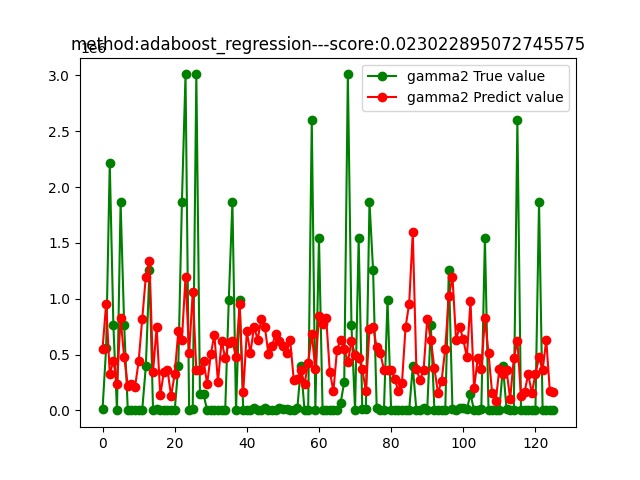 method:adaboost_regression---score:0.023022895072745575
1e6
gamma2 True value
gamma2 Predict value
3.0
2.5
2.0
1.5
1.0
0.5
0.0
0 20 40 60 80 100 120